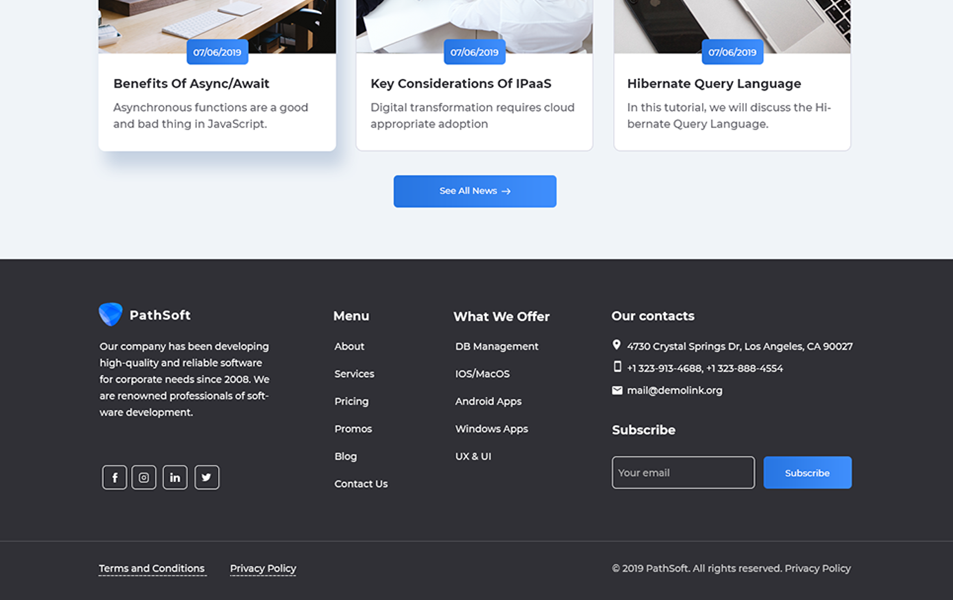 07/06/2019
07/06/2019
07/06/2019
Benefits Of Async/Await
Asynchronous functions are a good
and bad thing in JavaScript.
Key Considerations Of IPaaS
Digital transformation requires cloud
appropriate adoption
Hibernate Query Language
In this tutorial, we will discuss the Hi-
bernate Query Language.
See All News →
PathSoft
Our company has been developing
high-quality and reliable software
for corporate needs since 2008. We
are renowned professionals of soft-
ware development.
Menu
About
Services
Pricing
Promos
Blog
Contact Us
What We Offer
DB Management
IOS/MacOS
Android Apps
Windows Apps
UX & UI
Our contacts
4730 Crystal Springs Dr, Los Angeles, CA 90027
+1 323-913-4688, +1 323-888-4554
mail@demolink.org
Subscribe
Your email
Subscribe
Terms and Conditions
Privacy Policy
© 2019 PathSoft. All rights reserved. Privacy Policy